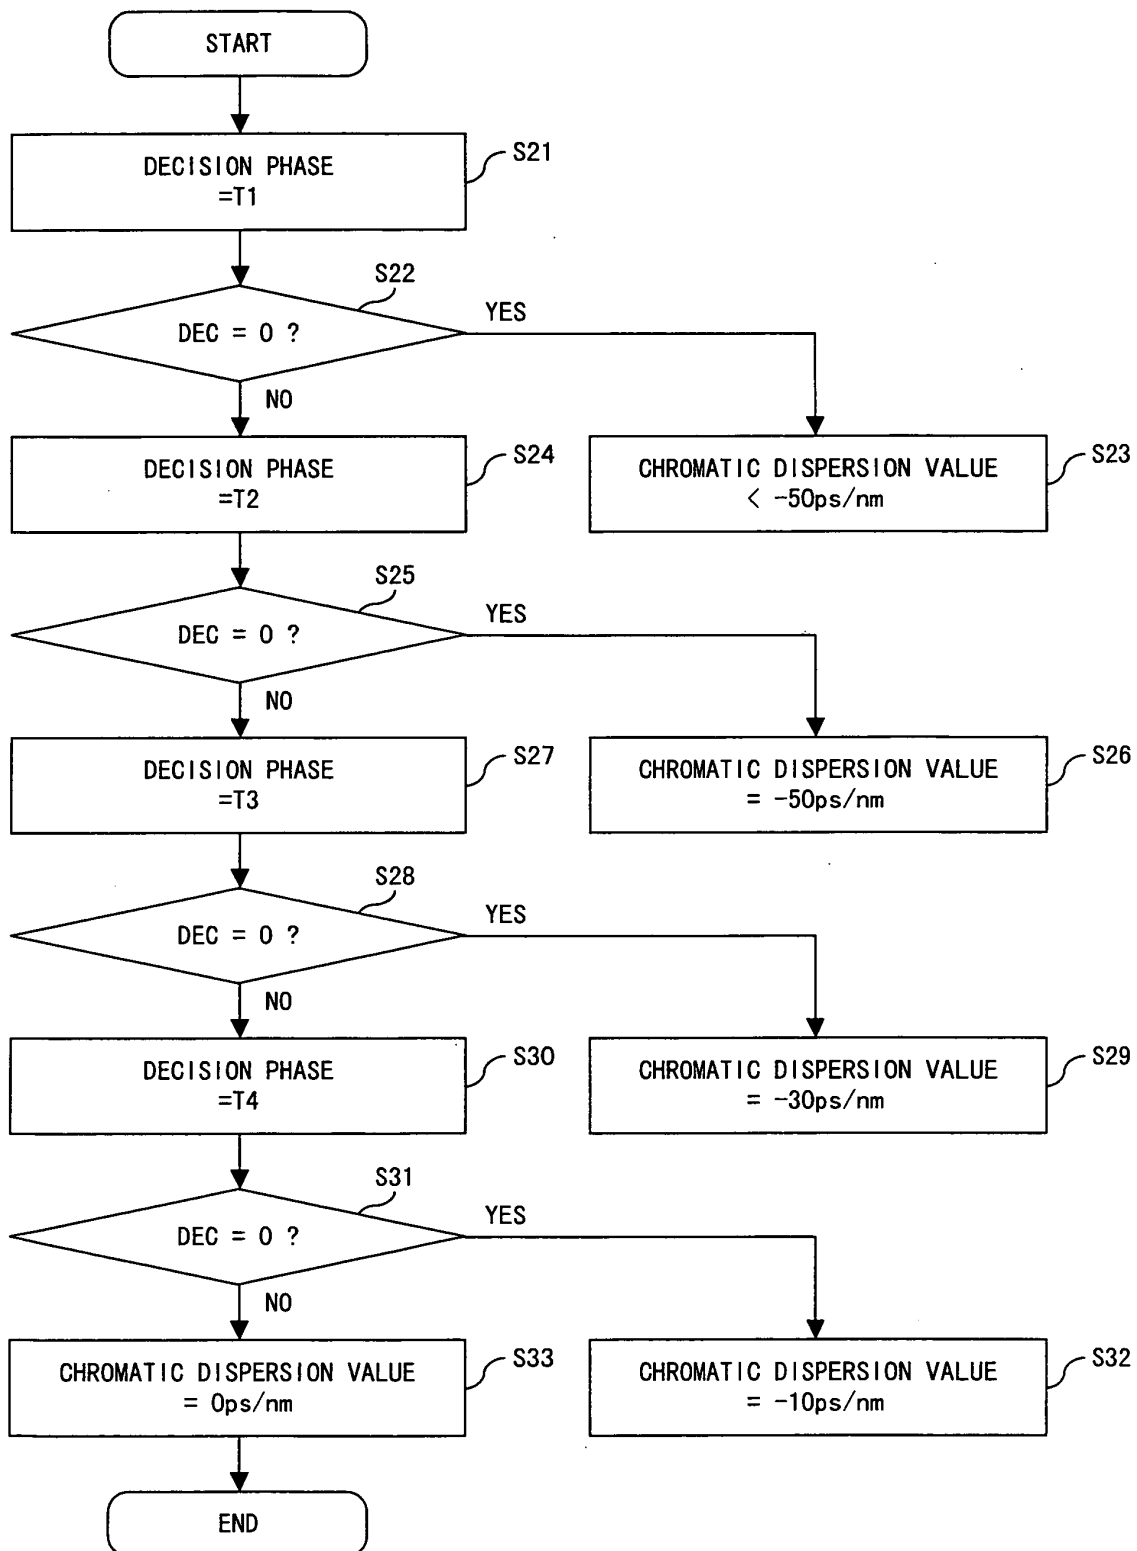 START
DECISION PHASE
=T1
S21
S22
DEC = 0 ?
YES
NO
DECISION PHASE
=T2
S24
CHROMATIC DISPERSION VALUE
< -50ps/nm
S23
S25
DEC = 0 ?
YES
NO
DECISION PHASE
=T3
S27
CHROMATIC DISPERSION VALUE
= -50ps/nm
S26
S28
DEC = 0 ?
YES
NO
DECISION PHASE
=T4
S30
CHROMATIC DISPERSION VALUE
= -30ps/nm
S29
S31
DEC = 0 ?
YES
NO
CHROMATIC DISPERSION VALUE
= 0ps/nm
S33
CHROMATIC DISPERSION VALUE
= -10ps/nm
S32
END